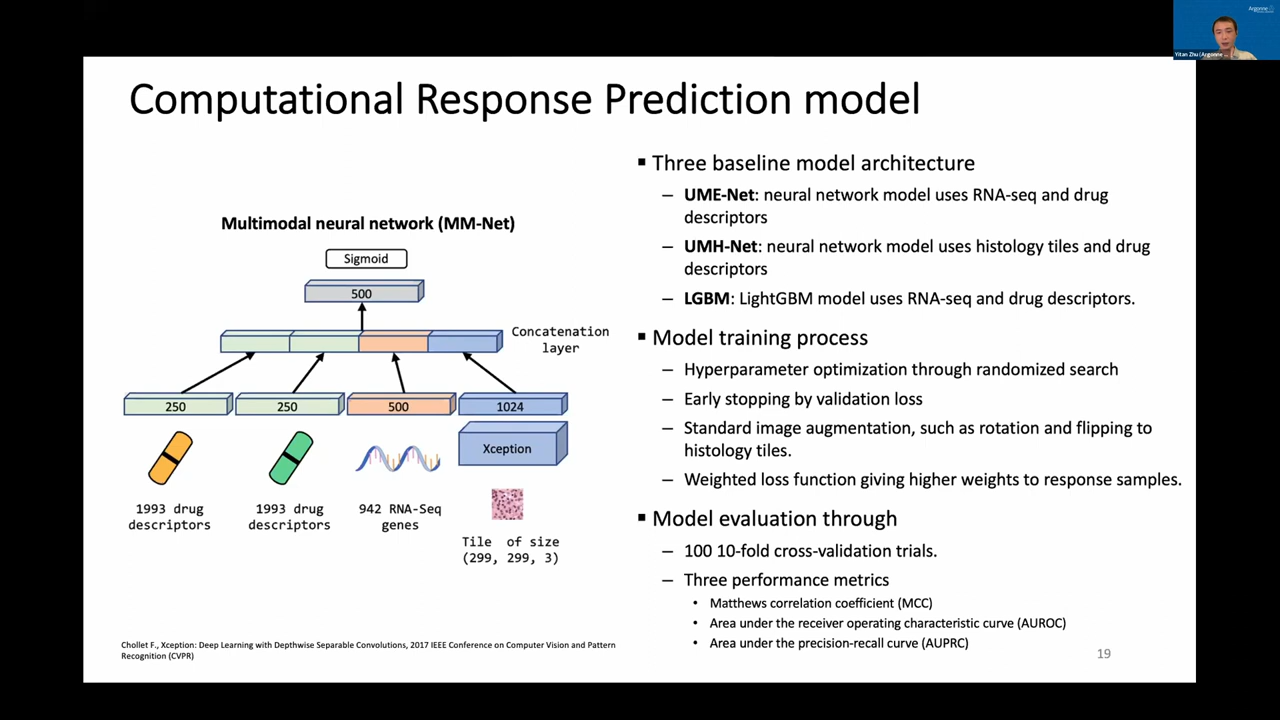 Argonne
Yitan Zhu (Argonne ...
Computational Response Prediction model
Multimodal neural network (MM-Net)
Sigmoid
500
Concatenation
layer
250
250
500
1024
Xception
1993 drug
descriptors
1993 drug
descriptors
942 RNA-Seq
genes
Tile of size
(299, 299, 3)
▪ Three baseline model architecture
– UME-Net: neural network model uses RNA-seq and drug
descriptors
– UMH-Net: neural network model uses histology tiles and drug
descriptors
– LGBM: LightGBM model uses RNA-seq and drug descriptors.
▪ Model training process
– Hyperparameter optimization through randomized search
– Early stopping by validation loss
– Standard image augmentation, such as rotation and flipping to
histology tiles.
– Weighted loss function giving higher weights to response samples.
▪ Model evaluation through
– 100 10-fold cross-validation trials.
– Three performance metrics
• Matthews correlation coefficient (MCC)
• Area under the receiver operating characteristic curve (AUROC)
• Area under the precision-recall curve (AUPRC)
Chollet F., Xception: Deep Learning with Depthwise Separable Convolutions, 2017 IEEE Conference on Computer Vision and Pattern
Recognition (CVPR)
19